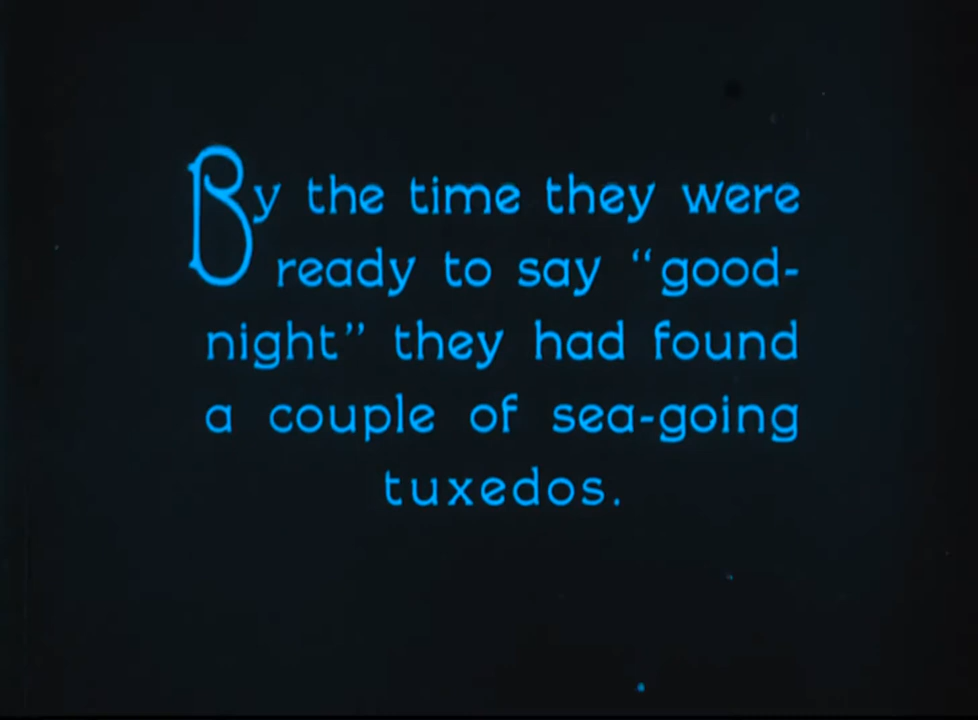 By the time they were
ready to say “good-
night” they had found
a couple of sea-going
tuxedos.